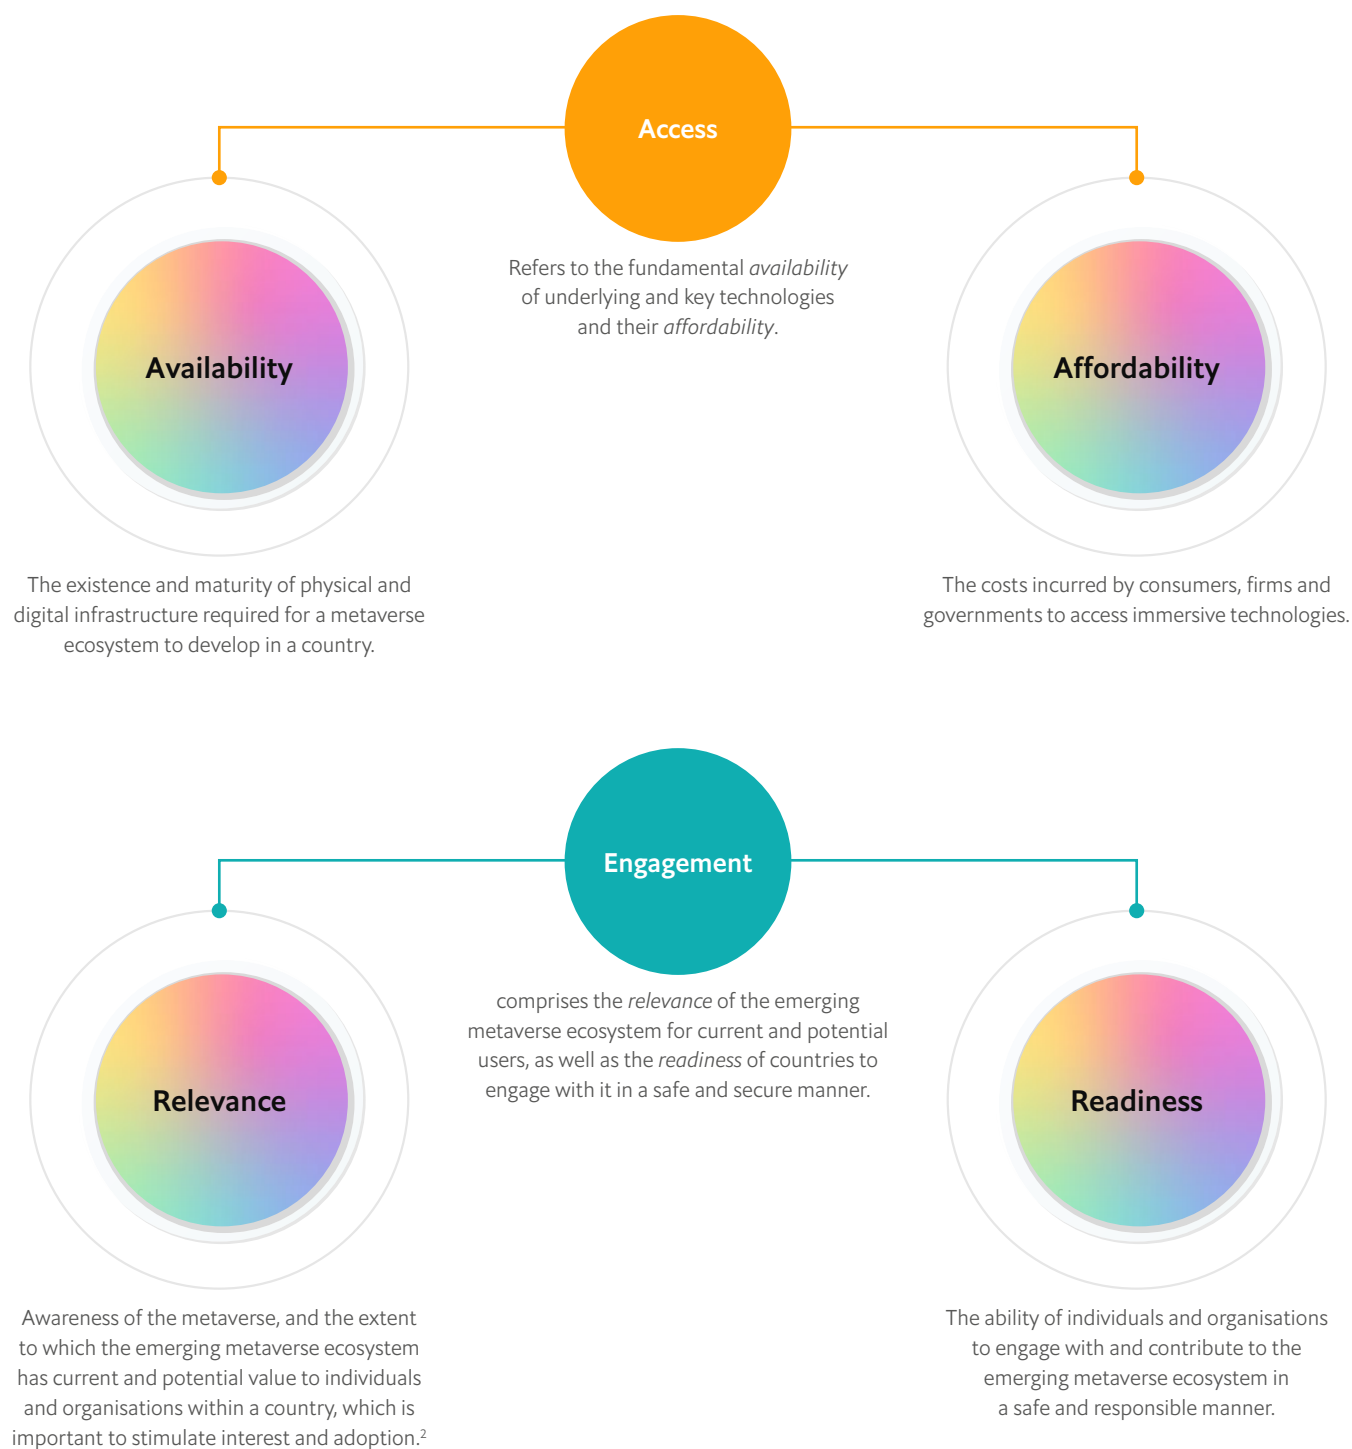 Access
Refers to the fundamental availability
of underlying and key technologies
and their affordability.
Availability
The existence and maturity of physical and
digital infrastructure required for a metaverse
ecosystem to develop in a country.
Affordability
The costs incurred by consumers, firms and
governments to access immersive technologies.
Engagement
comprises the relevance of the emerging
metaverse ecosystem for current and potential
users, as well as the readiness of countries to
engage with it in a safe and secure manner.
Relevance
Awareness of the metaverse, and the extent
to which the emerging metaverse ecosystem
has current and potential value to individuals
and organisations within a country, which is
important to stimulate interest and adoption.²
Readiness
The ability of individuals and organisations
to engage with and contribute to the
emerging metaverse ecosystem in
a safe and responsible manner.